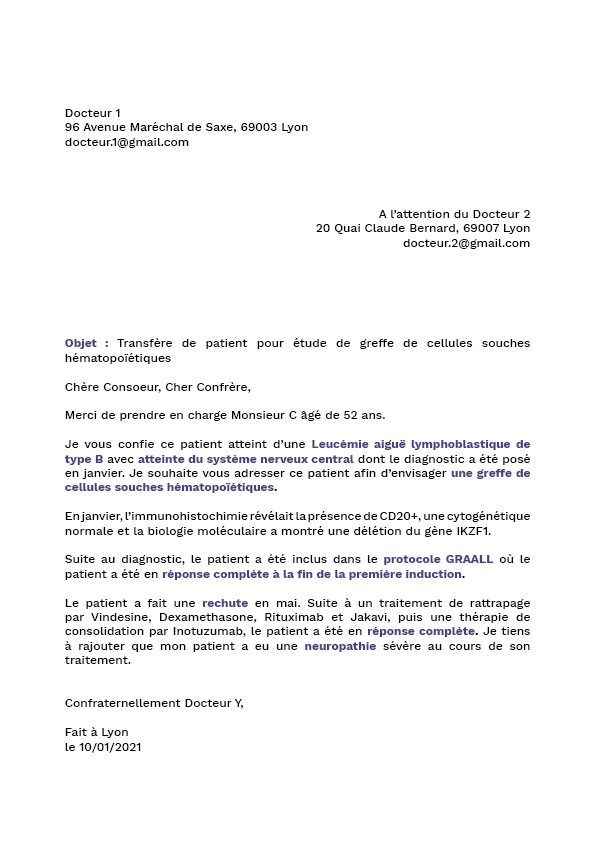 Docteur 1
96 Avenue Maréchal de Saxe, 69003 Lyon
docteur.1@gmail.com
A l'attention du Docteur 2
20 Quai Claude Bernard, 69007 Lyon
docteur.2@gmail.com
Objet : Transfère de patient pour étude de greffe de cellules souches
hématopoïétiques
Chère Consoeur, Cher Confrère,
Merci de prendre en charge Monsieur C âgé de 52 ans.
Je vous confie ce patient atteint d'une Leucémie aiguë lymphoblastique de
type B avec atteinte du système nerveux central dont le diagnostic a été posé
en janvier. Je souhaite vous adresser ce patient afin d'envisager une greffe de
cellules souches hématopoïétiques.
En janvier, l'immunohistochimie révélait la présence de CD20+, une cytogénétique
normale et la biologie moléculaire a montré une délétion du gène IKZF1.
Suite au diagnostic, le patient a été inclus dans le protocole GRAALL où le
patient a été en réponse complète à la fin de la première induction.
Le patient a fait une rechute en mai. Suite à un traitement de rattrapage
par Vindesine, Dexamethasone, Rituximab et Jakavi, puis une thérapie de
consolidation par Inotuzumab, le patient a été en réponse complète. Je tiens
à rajouter que mon patient a eu une neuropathie sévère au cours de son
traitement.
Confraternellement Docteur Y,
Fait à Lyon
le 10/01/2021